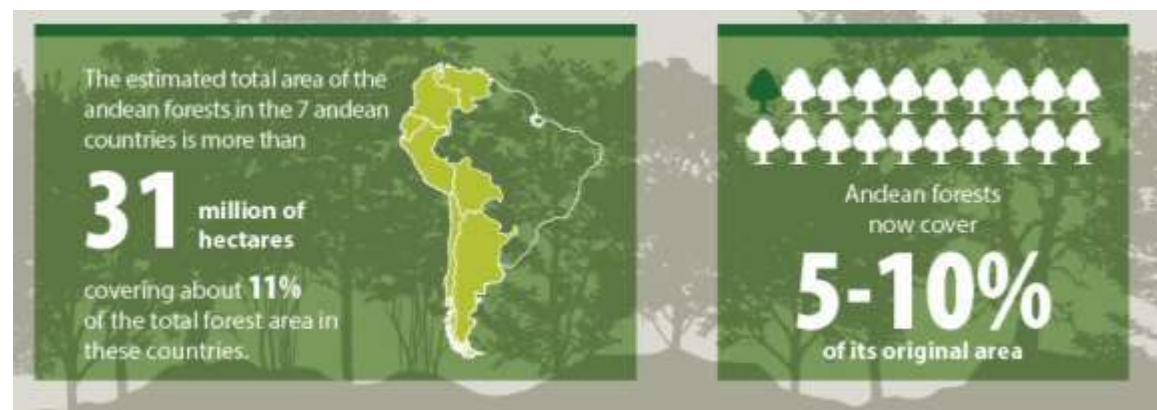 The estimated total area of the
andean forests in the 7 andean
countries is more than
31 million of
hectares
covering about 11%
of the total forest area in
these countries.
Andean forests
now cover
5-10%
of its original area